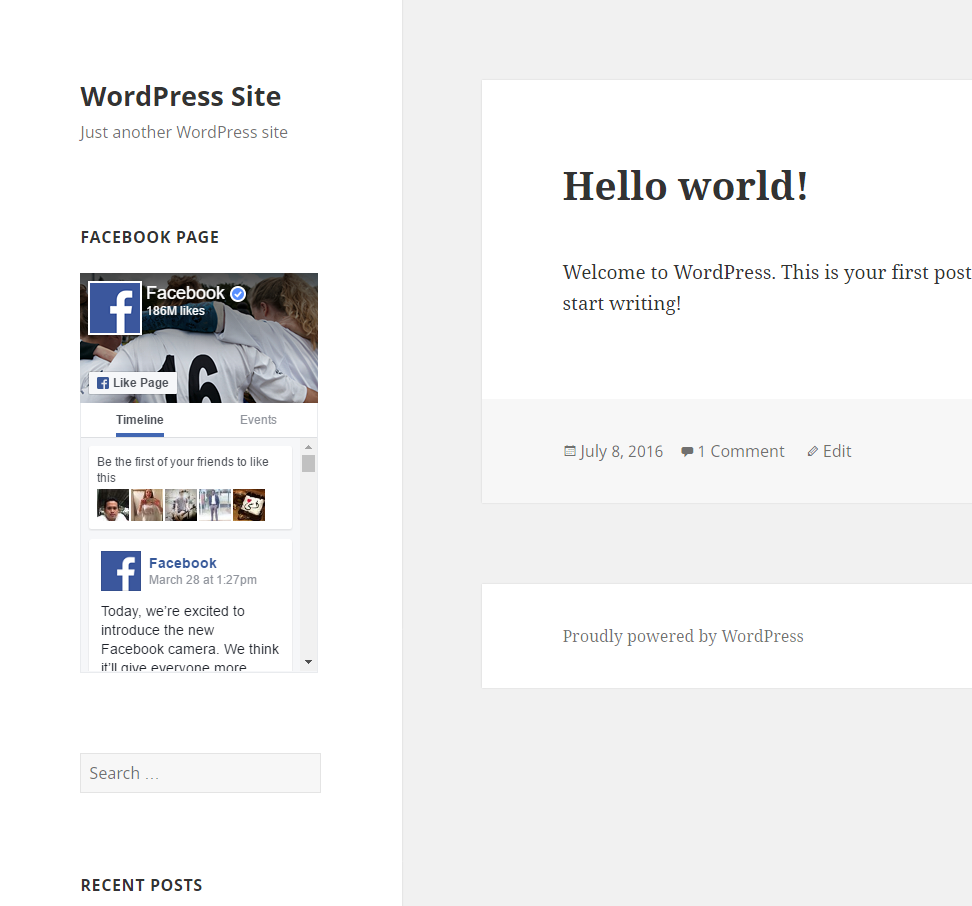 WordPress Site
Just another WordPress site
FACEBOOK PAGE
Facebook
186M likes
16
Like Page
Timeline
Events
Be the first of your friends to like
this
Facebook
March 28 at 1:27pm
Today, we’re excited to
introduce the new
Facebook camera. We think
it’ll give everyone more
Search …
RECENT POSTS
Hello world!
Welcome to WordPress. This is your first post
start writing!
July 8, 2016
1 Comment
Edit
Proudly powered by WordPress